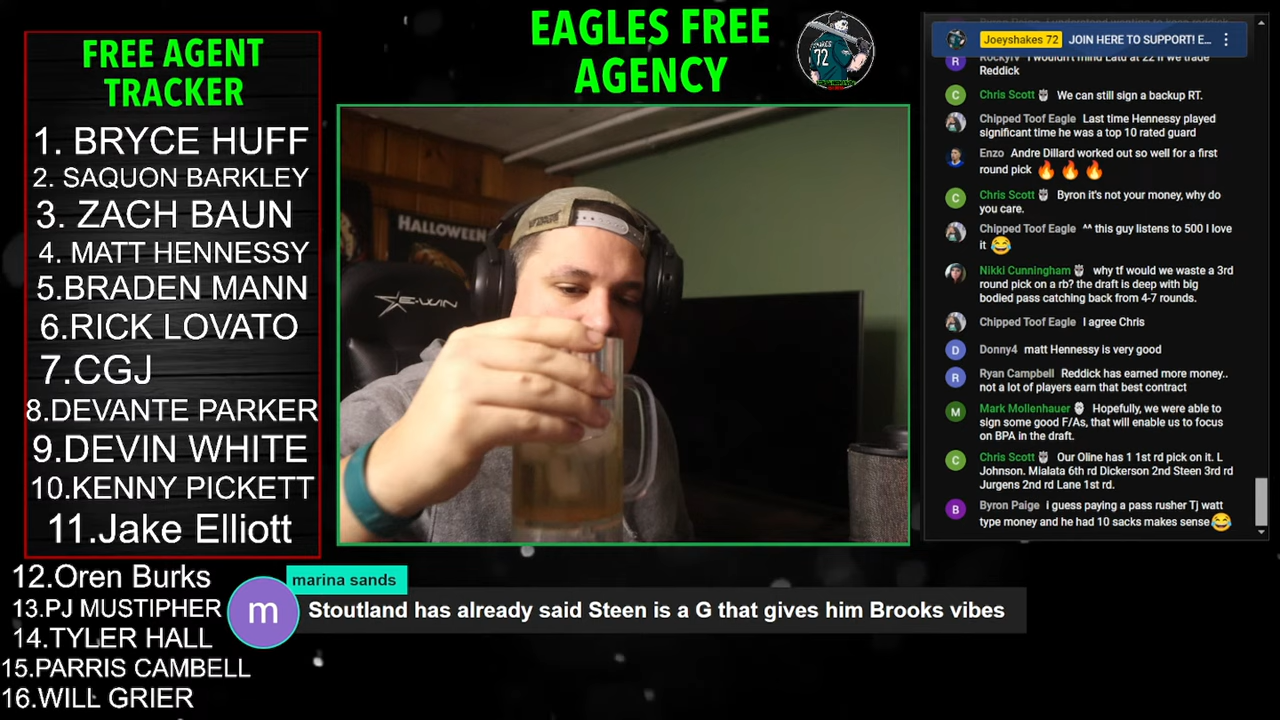 FREE AGENT
TRACKER
1. BRYCE HUFF
2. SAQUON BARKLEY
3. ZACH BAUN
4. MATT HENNESSY
5.BRADEN MANN
6.RICK LOVATO
7.CGJ
8.DEVANTE PARKER
9.DEVIN WHITE
10.KENNY PICKETT
11.Jake Elliott
12.Oren Burks
13.PJ MUSTIPHER
14.TYLER HALL
15.PARRIS CAMBELL
16.WILL GRIER
EAGLES FREE
AGENCY
72
HALLOWEEN
E-WIN
m
marina sands
Stoutland has already said Steen is a G that gives him Brooks vibes
Joeyshakes 72 JOIN HERE TO SUPPORT! E...
R RockyIV I wouldn't mind Latu at 22 if we trade
Reddick
C Chris Scott We can still sign a backup RT.
Chipped Toof Eagle Last time Hennessy played
significant time he was a top 10 rated guard
Enzo Andre Dillard worked out so well for a first
round pick 🔥 🔥 🔥
C Chris Scott Byron it's not your money, why do
you care.
Chipped Toof Eagle ^^ this guy listens to 500 I love
it 😂
Nikki Cunningham why tf would we waste a 3rd
round pick on a rb? the draft is deep with big
bodied pass catching back from 4-7 rounds.
Chipped Toof Eagle I agree Chris
D Donny4 matt Hennessy is very good
R Ryan Campbell Reddick has earned more money..
not a lot of players earn that best contract
M Mark Mollenhauer Hopefully, we were able to
sign some good F/As, that will enable us to focus
on BPA in the draft.
C Chris Scott Our Oline has 1 1st rd pick on it. L
Johnson. Mialata 6th rd Dickerson 2nd Steen 3rd rd
Jurgens 2nd rd Lane 1st rd.
B Byron Paige i guess paying a pass rusher Tj watt
type money and he had 10 sacks makes sense 😂